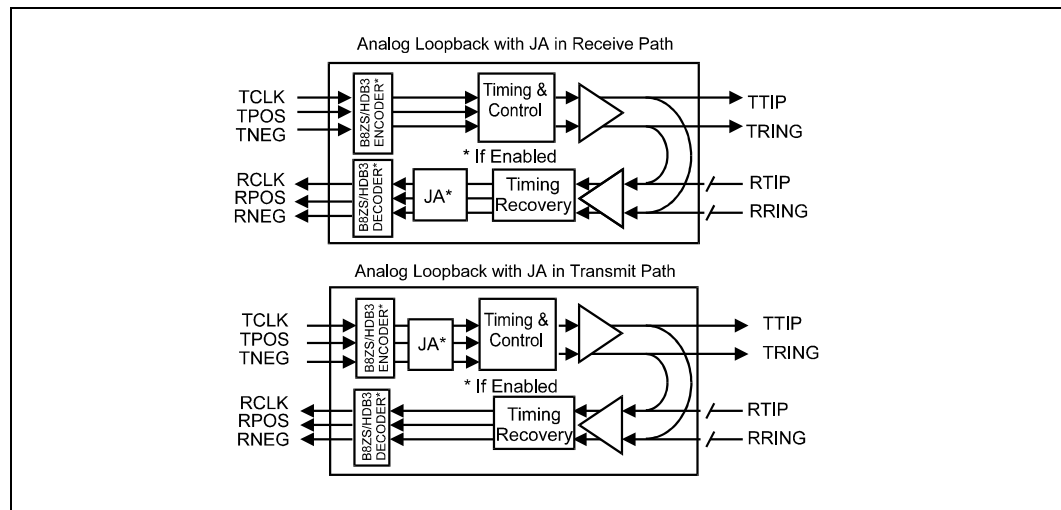 Analog Loopback with JA in Receive Path
TCLK
TPOS
TNEG
B8ZS/HDB3
ENCODER*
Timing &
Control
TTIP
TRING
* If Enabled
RCLK
RPOS
RNEG
B8ZS/HDB3
DECODER*
JA*
Timing
Recovery
RTIP
RRING
Analog Loopback with JA in Transmit Path
TCLK
TPOS
TNEG
B8ZS/HDB3
ENCODER*
JA*
Timing &
Control
TTIP
TRING
* If Enabled
RCLK
RPOS
RNEG
B8ZS/HDB3
DECODER*
Timing
Recovery
RTIP
RRING